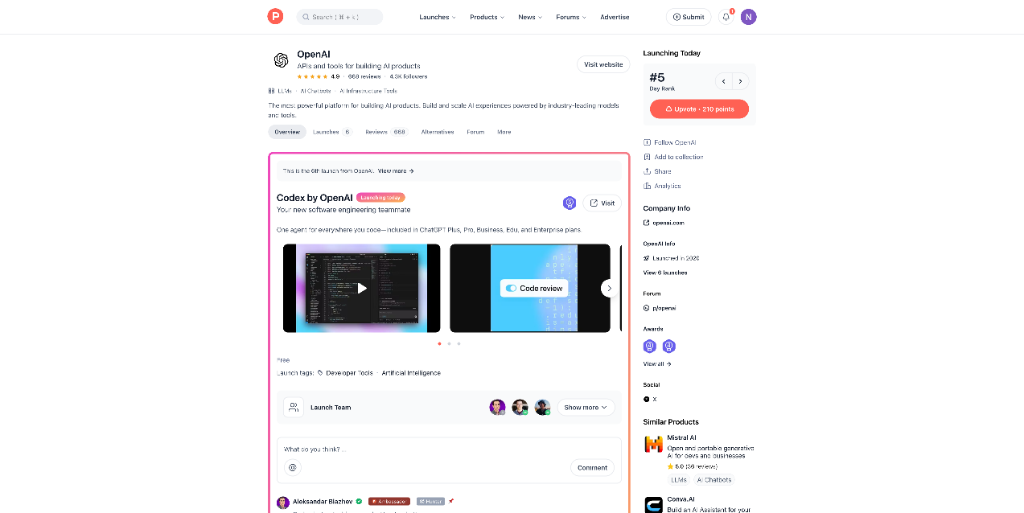 Search ( ⌘ + k )
Launches
Products
News
Forums
Advertise
Submit
1
N
OpenAI
APIs and tools for building AI products
4.9 · 668 reviews · 4.3K followers
Visit website
LLMs · AI Chatbots · AI Infrastructure Tools
The most powerful platform for building AI products. Build and scale AI experiences powered by industry-leading models
and tools.
Overview
Launches 6
Reviews 668
Alternatives
Forum
More
This is the 6th launch from OpenAI. View more →
Codex by OpenAI
Launching today
Your new software engineering teammate
Visit
One agent for everywhere you code—included in ChatGPT Plus, Pro, Business, Edu, and Enterprise plans.
Code review
Free
Launch tags: Developer Tools · Artificial Intelligence
Launch Team
Show more
What do you think? ...
@
Comment
Aleksandar Blazhev
Ambassador
Hunter
Launching Today
#5
Day Rank
Upvote • 210 points
Follow OpenAI
Add to collection
Share
Analytics
Company Info
openai.com
OpenAI Info
Launched in 2020
View 6 launches
Forum
p/openai
Awards
View all →
Social
X
Similar Products
Mistral AI
Open and portable generative
AI for devs and businesses
5.0 (36 reviews)
LLMs
AI Chatbots
Build an AI Assistant for your